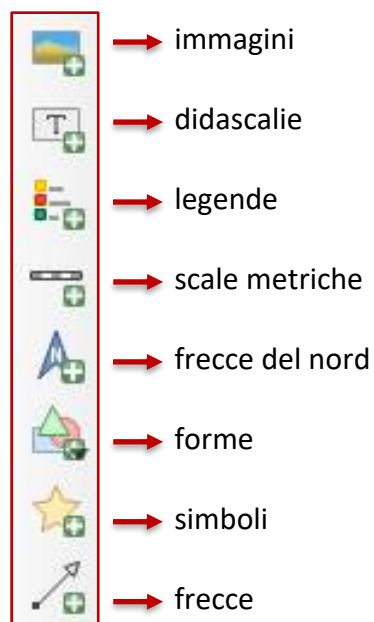 immagini
T
didascalie
legende
scale metriche
N
frecce del nord
forme
simboli
frecce